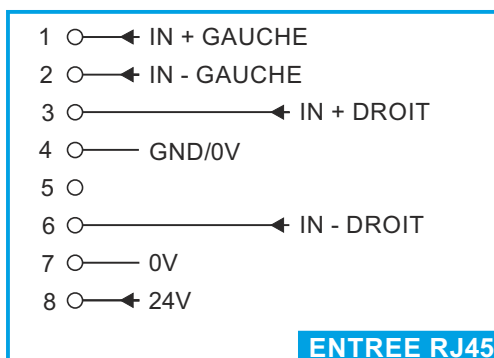 1 IN + GAUCHE
2 IN - GAUCHE
3 IN + DROIT
4 GND/0V
5
6 IN - DROIT
7 0V
8 24V
ENTREE RJ45